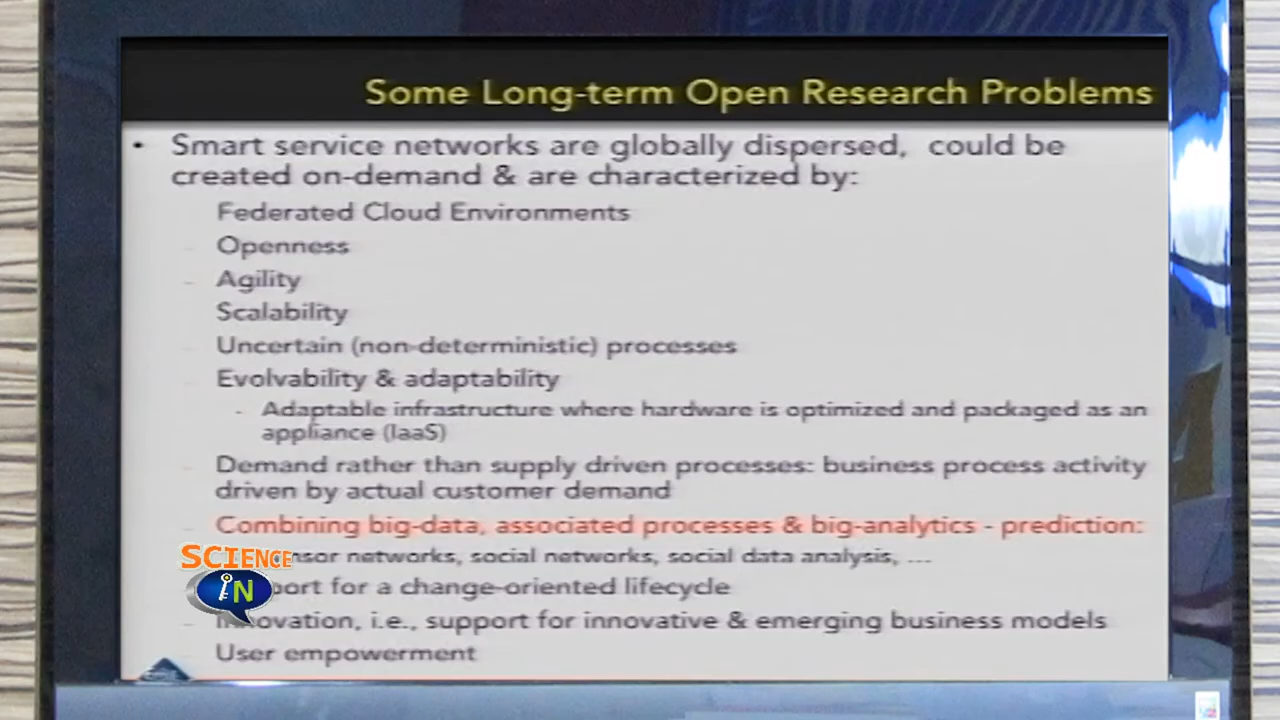 Some Long-term Open Research Problems
• Smart service networks are globally dispersed, could be
created on-demand & are characterized by:
Federated Cloud Environments
- Openness
- Agility
Scalability
- Uncertain (non-deterministic) processes
- Evolvability & adaptability
- Adaptable infrastructure where hardware is optimized and packaged as an
appliance (IaaS)
- Demand rather than supply driven processes: business process activity
driven by actual customer demand
- Combining big-data, associated processes & big-analytics - prediction:
networks, social networks, social data analysis, ...
for a change-oriented lifecycle
- Innovation, i.e., support for innovative & emerging business models
User empowerment
SCIENCE
iN